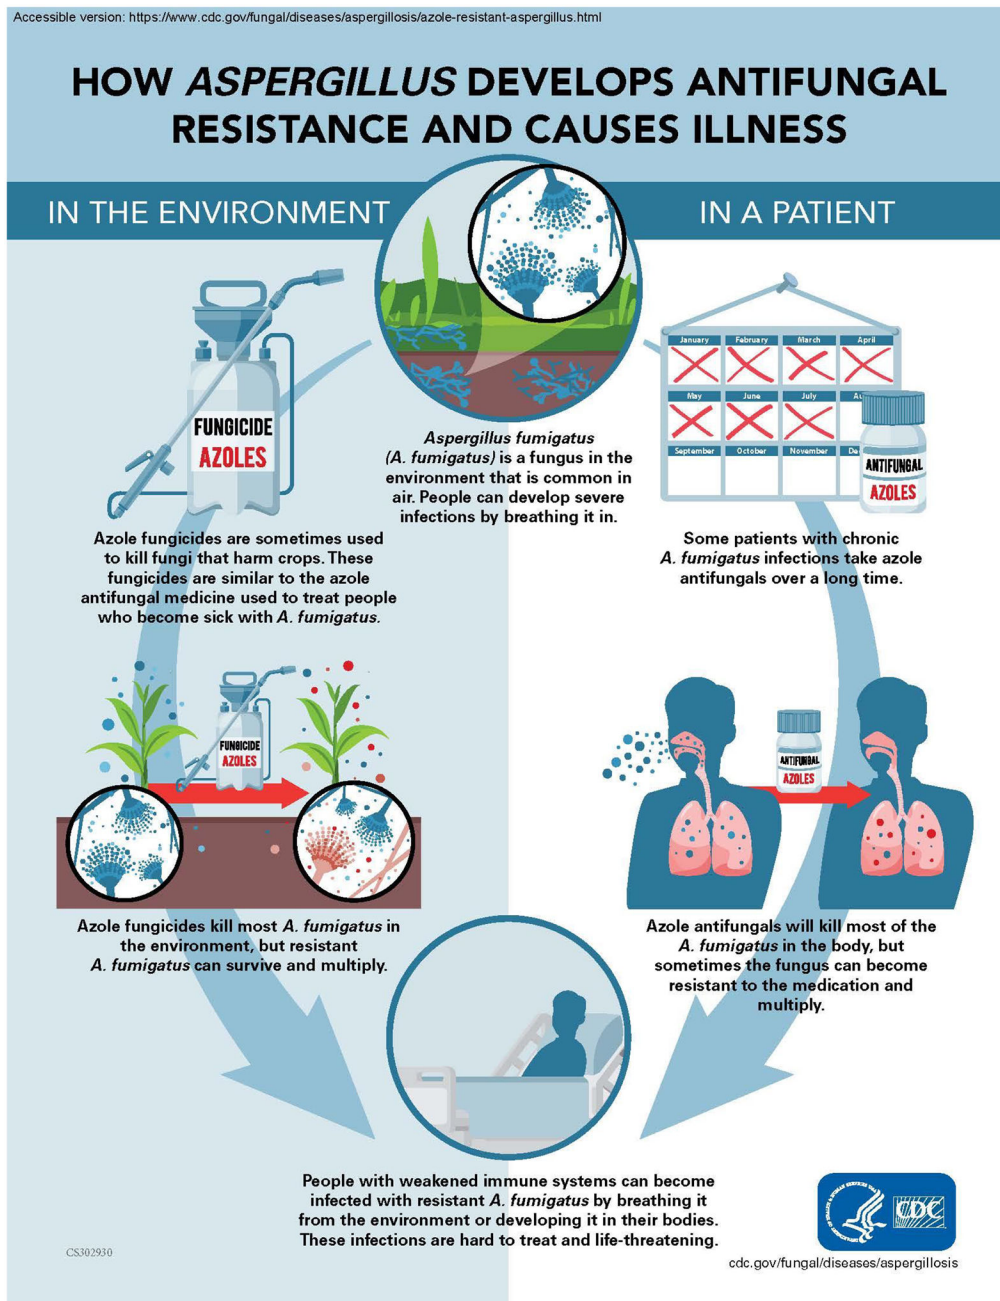 Accessible version: https://www.cdc.gov/fungal/diseases/aspergillosis/azole-resistant-aspergillus.html
HOW ASPERGILLUS DEVELOPS ANTIFUNGAL
RESISTANCE AND CAUSES ILLNESS
IN THE ENVIRONMENT
IN A PATIENT
FUNGICIDE
AZOLES
Azole fungicides are sometimes used
to kill fungi that harm crops. These
fungicides are similar to the azole
antifungal medicine used to treat people
who become sick with A. fumigatus.
Aspergillus fumigatus
(A. fumigatus) is a fungus in the
environment that is common in
air. People can develop severe
infections by breathing it in.
January February March April
May June July Au
September October November De
ANTIFUNGAL
AZOLES
Some patients with chronic
A. fumigatus infections take azole
antifungals over a long time.
FUNGICIDE
AZOLES
Azole fungicides kill most A. fumigatus in
the environment, but resistant
A. fumigatus can survive and multiply.
ANTIFUNGAL
AZOLES
Azole antifungals will kill most of the
A. fumigatus in the body, but
sometimes the fungus can become
resistant to the medication and
multiply.
People with weakened immune systems can become
infected with resistant A. fumigatus by breathing it
from the environment or developing it in their bodies.
These infections are hard to treat and life-threatening.
CS302930
CDC
cdc.gov/fungal/diseases/aspergillosis